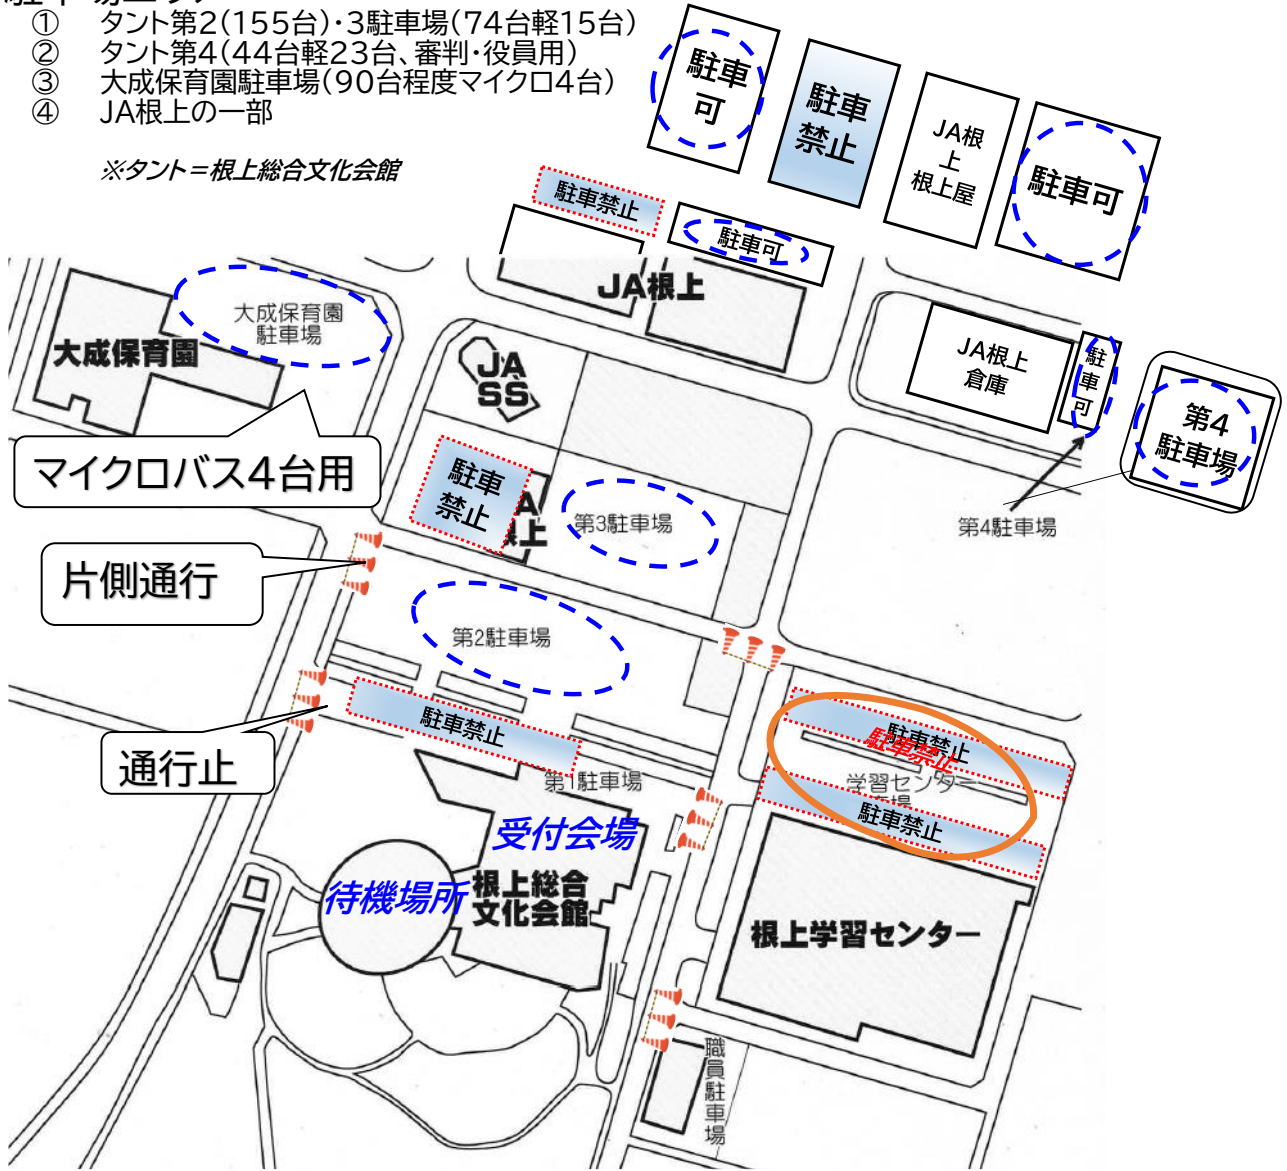 ① タント第2(155台)・3駐車場(74台軽15台)
② タント第4(44台軽23台、審判・役員用)
③ 大成保育園駐車場(90台程度マイクロ4台)
④ JA根上の一部
※タント=根上総合文化会館
駐車
可
駐車
禁止
JA根
上
根上屋
駐車可
駐車禁止
駐車可
JA根上
大成保育園
駐車場
大成保育園
JA
SS
JA根上
倉庫
駐
車
可
第4
駐車場
マイクロバス4台用
駐車
禁止
A
上
第3駐車場
第4駐車場
片側通行
第2駐車場
駐車禁止
通行止
第1駐車場
駐車禁止
駐車禁止
学習センター
駐車禁止
受付会場
待機場所
根上総合
文化会館
根上学習センター
職員駐車場